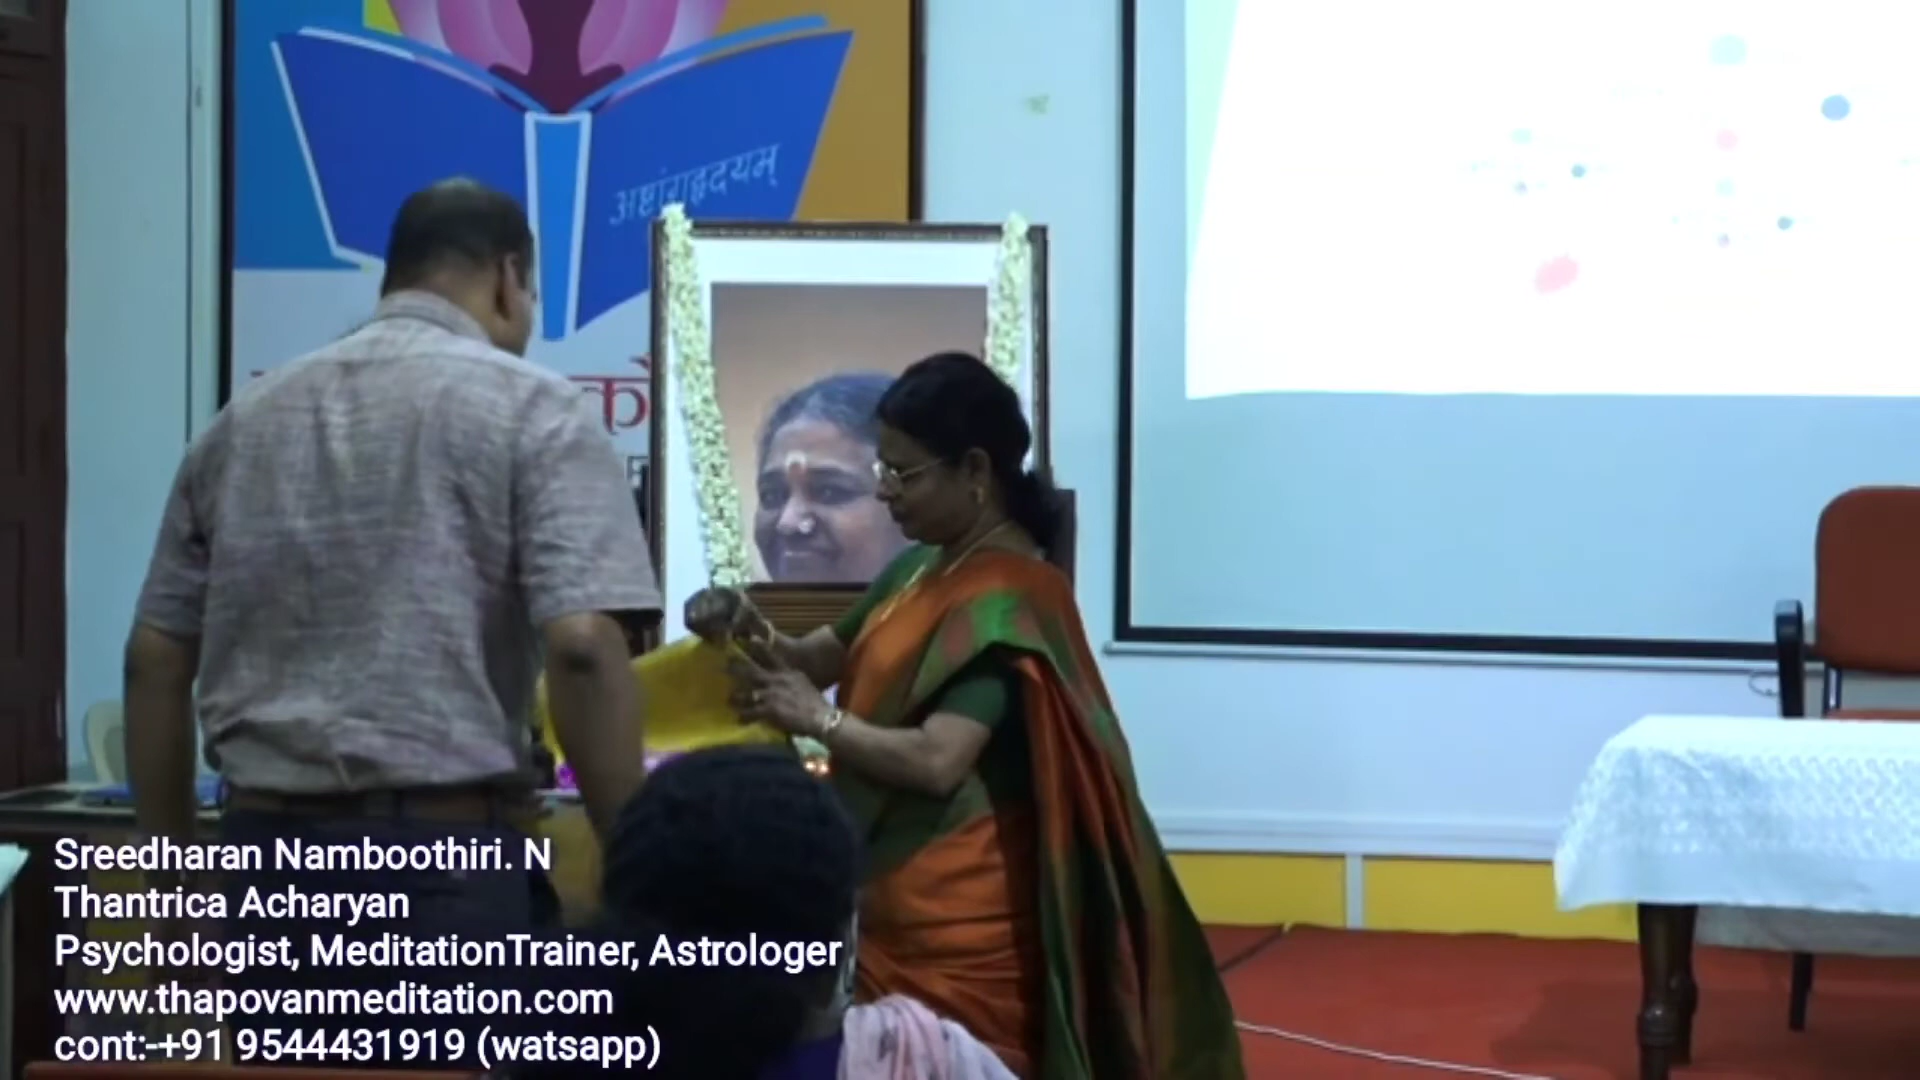 अष्टांगहृदयम्
Sreedharan Namboothiri. N
Thantrica Acharyan
Psychologist, MeditationTrainer, Astrologer
www.thapovanmeditation.com
cont:-+91 9544431919 (watsapp)